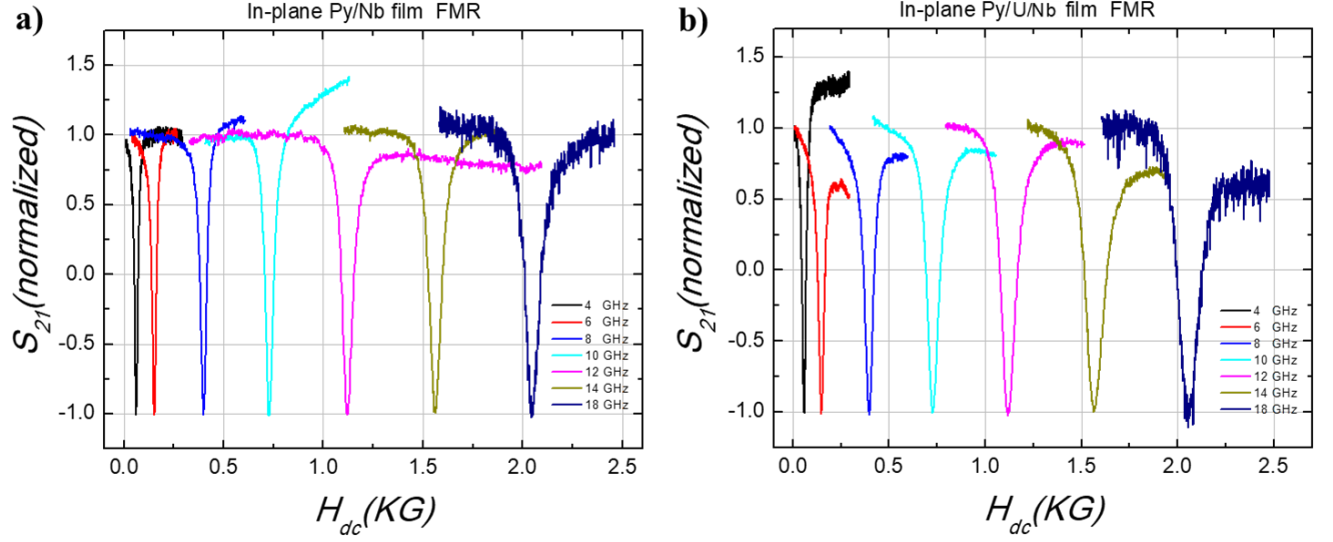 a)
In-plane Py/Nb film FMR
S21(normalized)
1.5
1.0
0.5
0.0
-0.5
-1.0
4 GHz
6 GHz
8 GHz
10 GHz
12 GHz
14 GHz
18 GHz
0.0 0.5 1.0 1.5 2.0 2.5
Hdc(KG)
b)
In-plane Py/U/Nb film FMR
S21(normalized)
1.5
1.0
0.5
0.0
-0.5
-1.0
4 GHz
6 GHz
8 GHz
10 GHz
12 GHz
14 GHz
18 GHz
0.0 0.5 1.0 1.5 2.0 2.5
Hdc(KG)